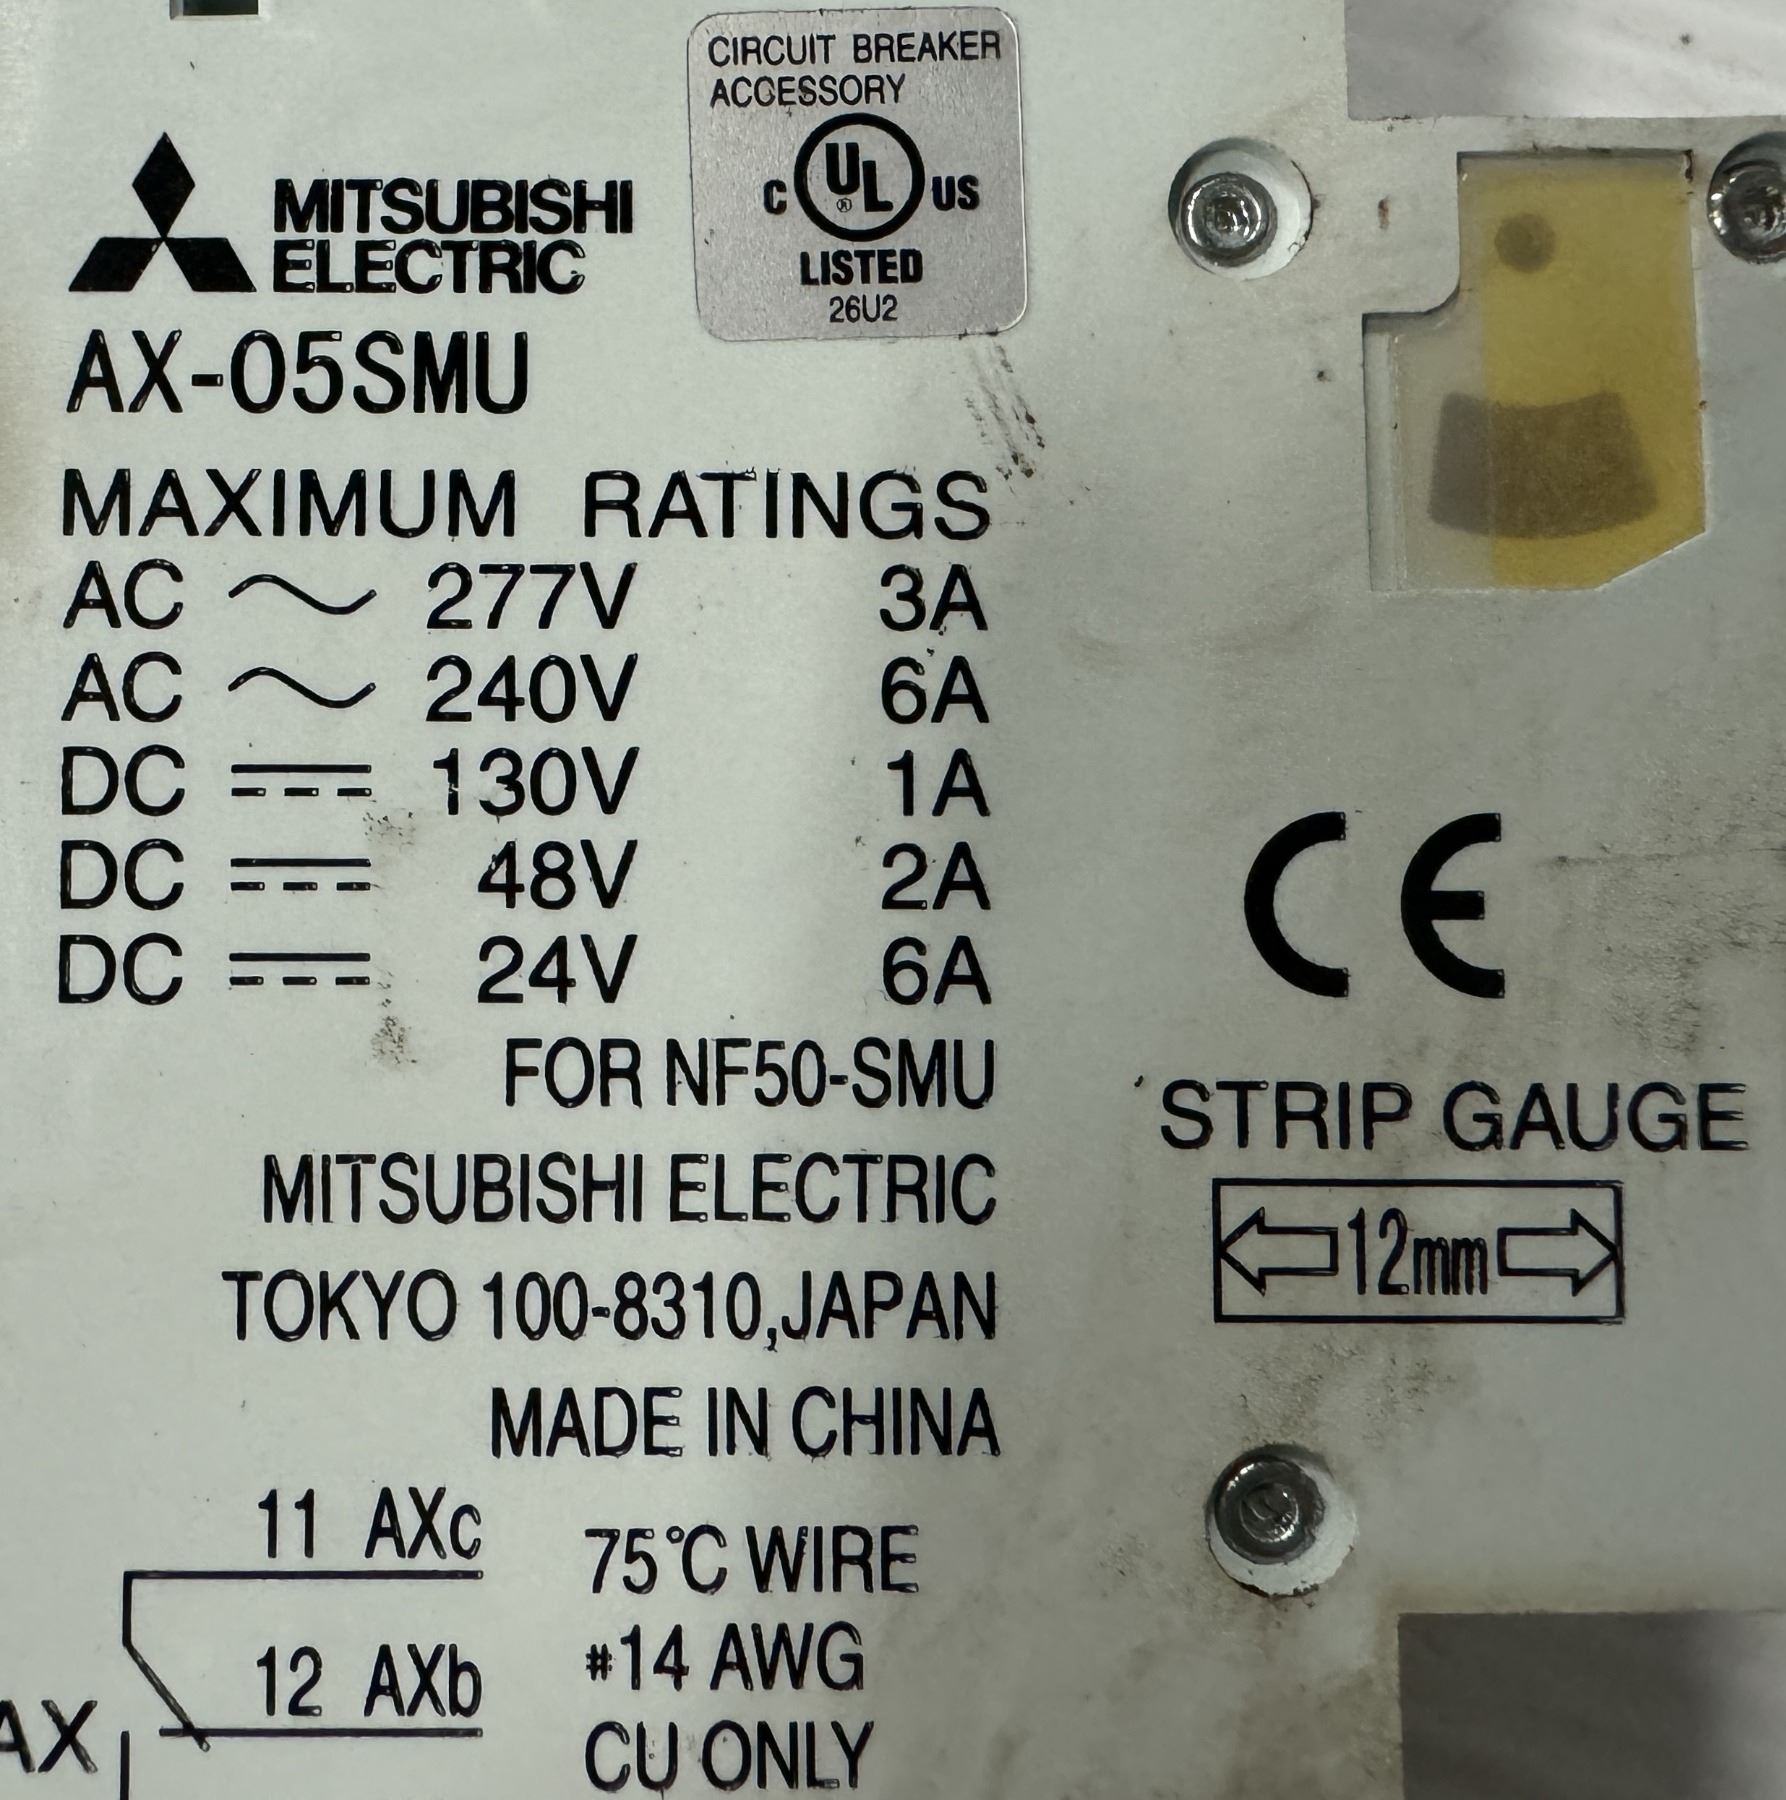 CIRCUIT BREAKER
ACCESSORY
C UL® US
LISTED
26U2
MITSUBISHI
ELECTRIC
AX-05SMU
MAXIMUM RATINGS
AC ~ 277V 3A
AC ~ 240V 6A
DC ⎓ 130V 1A
DC ⎓ 48V 2A
DC ⎓ 24V 6A
FOR NF50-SMU
MITSUBISHI ELECTRIC
TOKYO 100-8310,JAPAN
MADE IN CHINA
CE
STRIP GAUGE
12mm
11 AXc
12 AXb
AX
75℃ WIRE
#14 AWG
CU ONLY